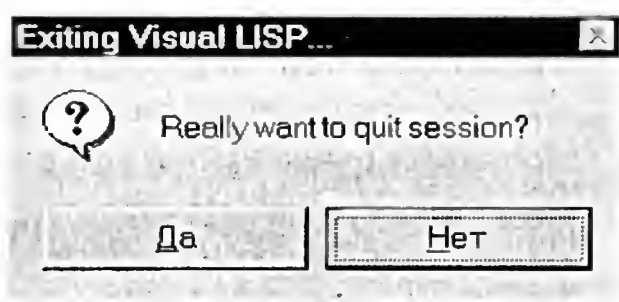 Exiting Visual LISP...
Really want to quit session?
Да
Нет